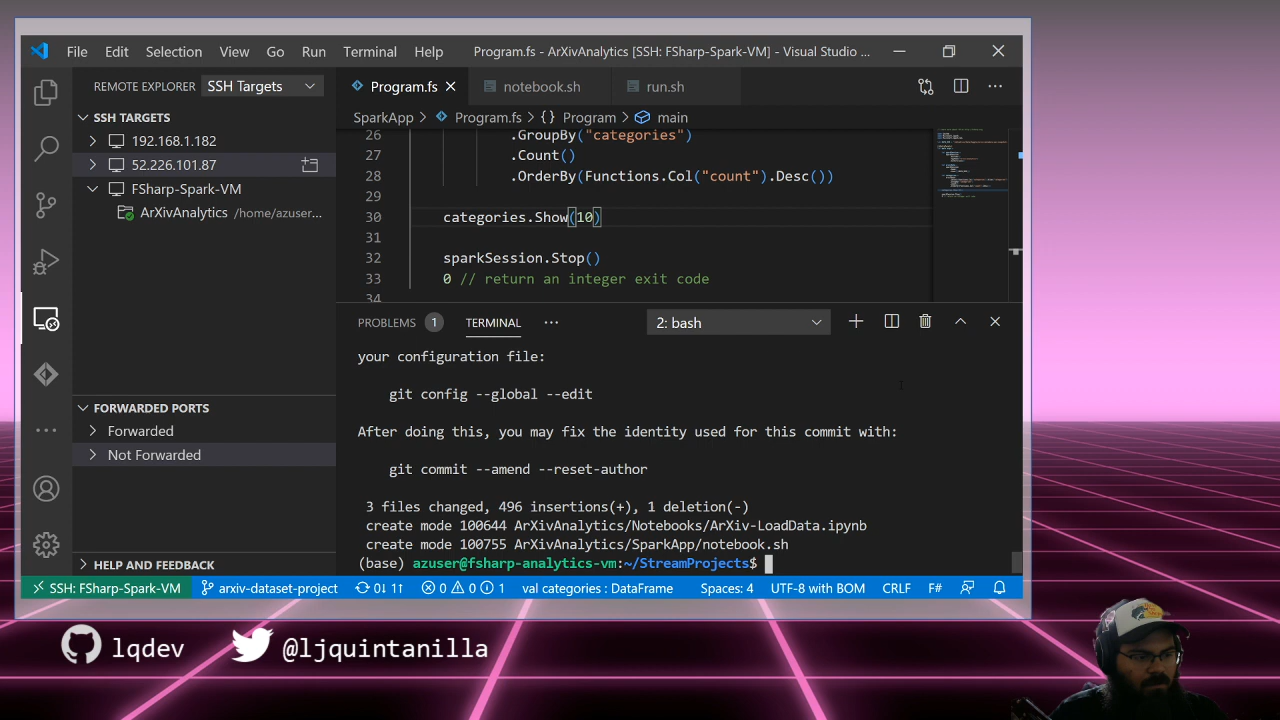 File Edit Selection View Go Run Terminal Help Program.fs - ArXivAnalytics [SSH: FSharp-Spark-VM] - Visual Studio ...
REMOTE EXPLORER SSH Targets
Program.fs notebook.sh run.sh
SSH TARGETS
192.168.1.182
52.226.101.87
FSharp-Spark-VM
ArXivAnalytics /home/azuser...
SparkApp > Program.fs > {} Program > main
26 .GroupBy("categories")
27 .Count()
28 .OrderBy(Functions.Col("count").Desc())
29
30 categories.Show(10)
31
32 sparkSession.Stop()
33 0 // return an integer exit code
34
PROBLEMS 1 TERMINAL ... 2: bash
your configuration file:
git config --global --edit
After doing this, you may fix the identity used for this commit with:
git commit --amend --reset-author
3 files changed, 496 insertions(+), 1 deletion(-)
create mode 100644 ArXivAnalytics/Notebooks/ArXiv-LoadData.ipynb
create mode 100755 ArXivAnalytics/SparkApp/notebook.sh
(base) azuser@fsharp-analytics-vm:~/StreamProjects$
FORWARDED PORTS
Forwarded
Not Forwarded
HELP AND FEEDBACK
SSH: FSharp-Spark-VM arxiv-dataset-project 0↓ 1↑ 0 0 1 val categories : DataFrame Spaces: 4 UTF-8 with BOM CRLF F#
lqdev @ljquintanilla